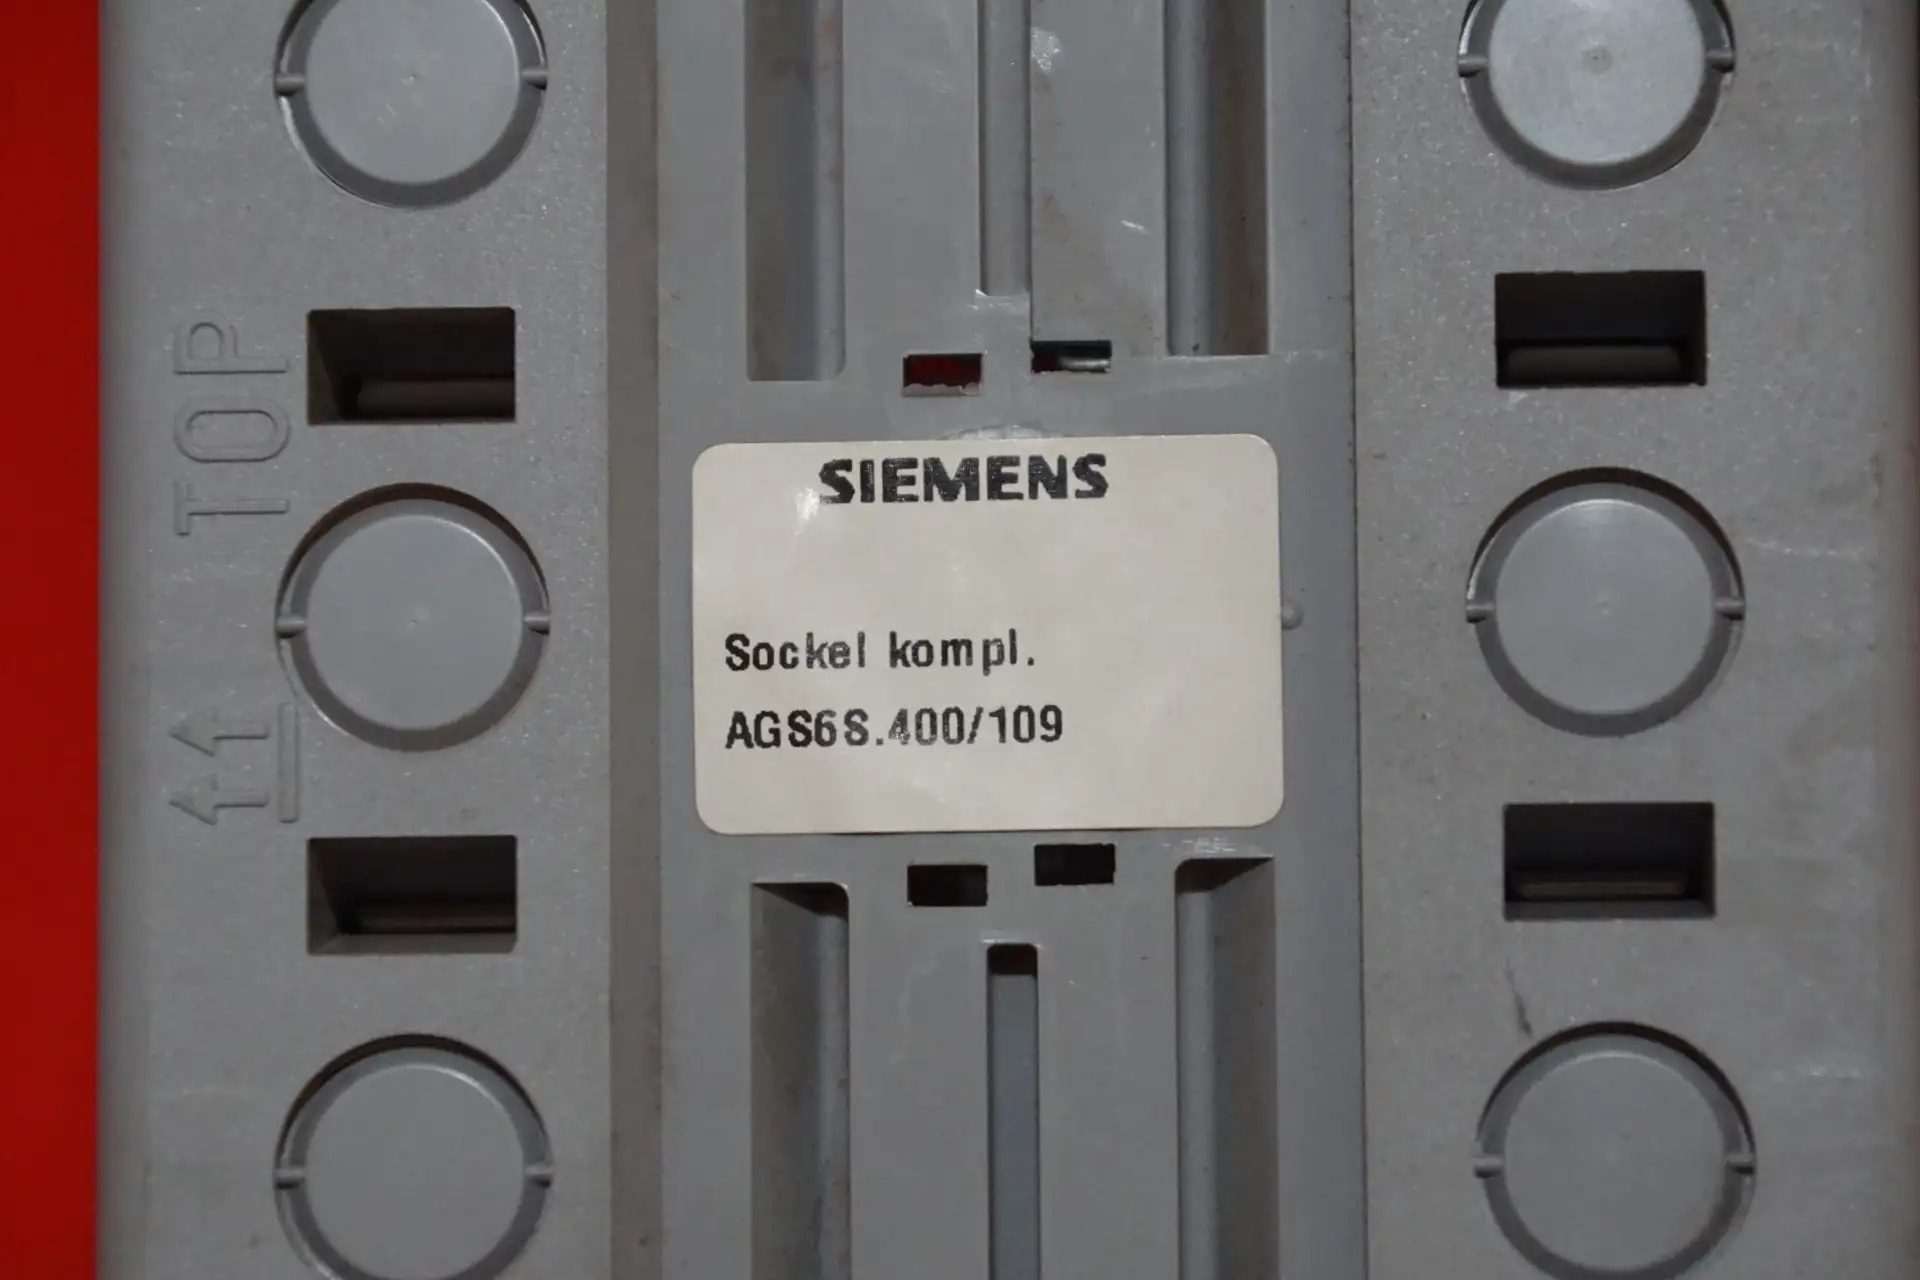 TOP
SIEMENS
Sockel kompl.
AGS6S.400/109